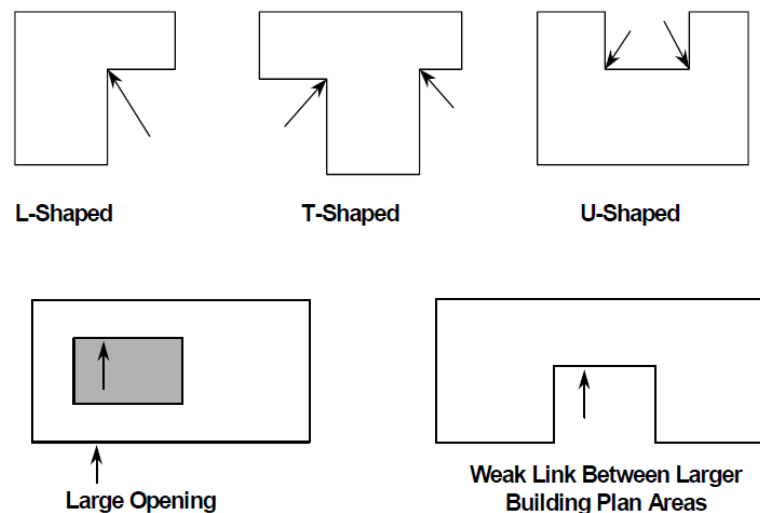 L-Shaped
T-Shaped
U-Shaped
Large Opening
Weak Link Between Larger
Building Plan Areas